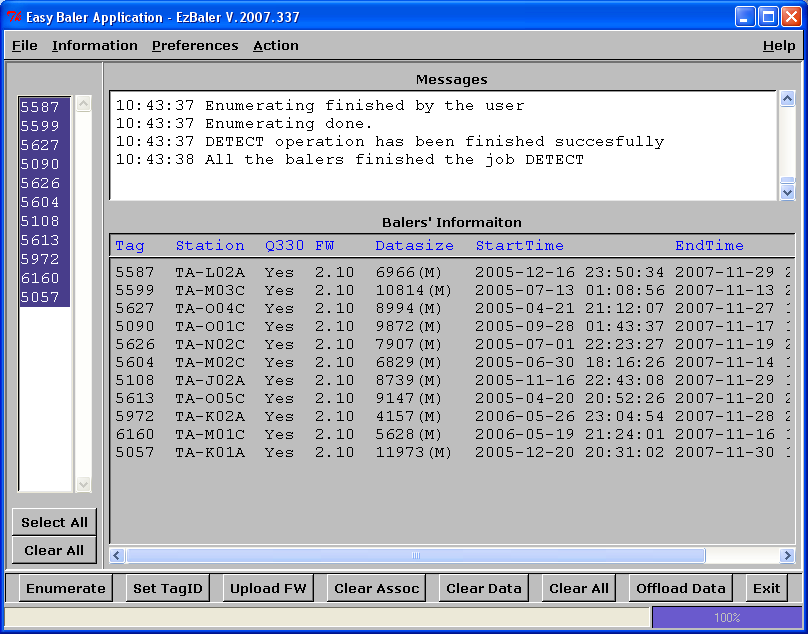 Easy Baler Application - EzBaler V.2007.337
File Information Preferences Action Help
5587
5599
5627
5090
5626
5604
5108
5613
5972
6160
5057
Select All
Clear All
Messages
10:43:37 Enumerating finished by the user
10:43:37 Enumerating done.
10:43:37 DETECT operation has been finished succesfully
10:43:38 All the balers finished the job DETECT
Balers' Informaiton
Tag Station Q330 FW Datasize StartTime EndTime
5587 TA-L02A Yes 2.10 6966(M) 2005-12-16 23:50:34 2007-11-29
5599 TA-M03C Yes 2.10 10814(M) 2005-07-13 01:08:56 2007-11-13
5627 TA-O04C Yes 2.10 8994(M) 2005-04-21 21:12:07 2007-11-27
5090 TA-O01C Yes 2.10 9872(M) 2005-09-28 01:43:37 2007-11-17
5626 TA-N02C Yes 2.10 7907(M) 2005-07-01 22:23:27 2007-11-19
5604 TA-M02C Yes 2.10 6829(M) 2005-06-30 18:16:26 2007-11-14
5108 TA-J02A Yes 2.10 8739(M) 2005-11-16 22:43:08 2007-11-29
5613 TA-O05C Yes 2.10 9147(M) 2005-04-20 20:52:26 2007-11-20
5972 TA-K02A Yes 2.10 4157(M) 2006-05-26 23:04:54 2007-11-28
6160 TA-M01C Yes 2.10 5628(M) 2006-05-19 21:24:01 2007-11-16
5057 TA-K01A Yes 2.10 11973(M) 2005-12-20 20:31:02 2007-11-30
Enumerate Set TagID Upload FW Clear Assoc Clear Data Clear All Offload Data Exit
100%